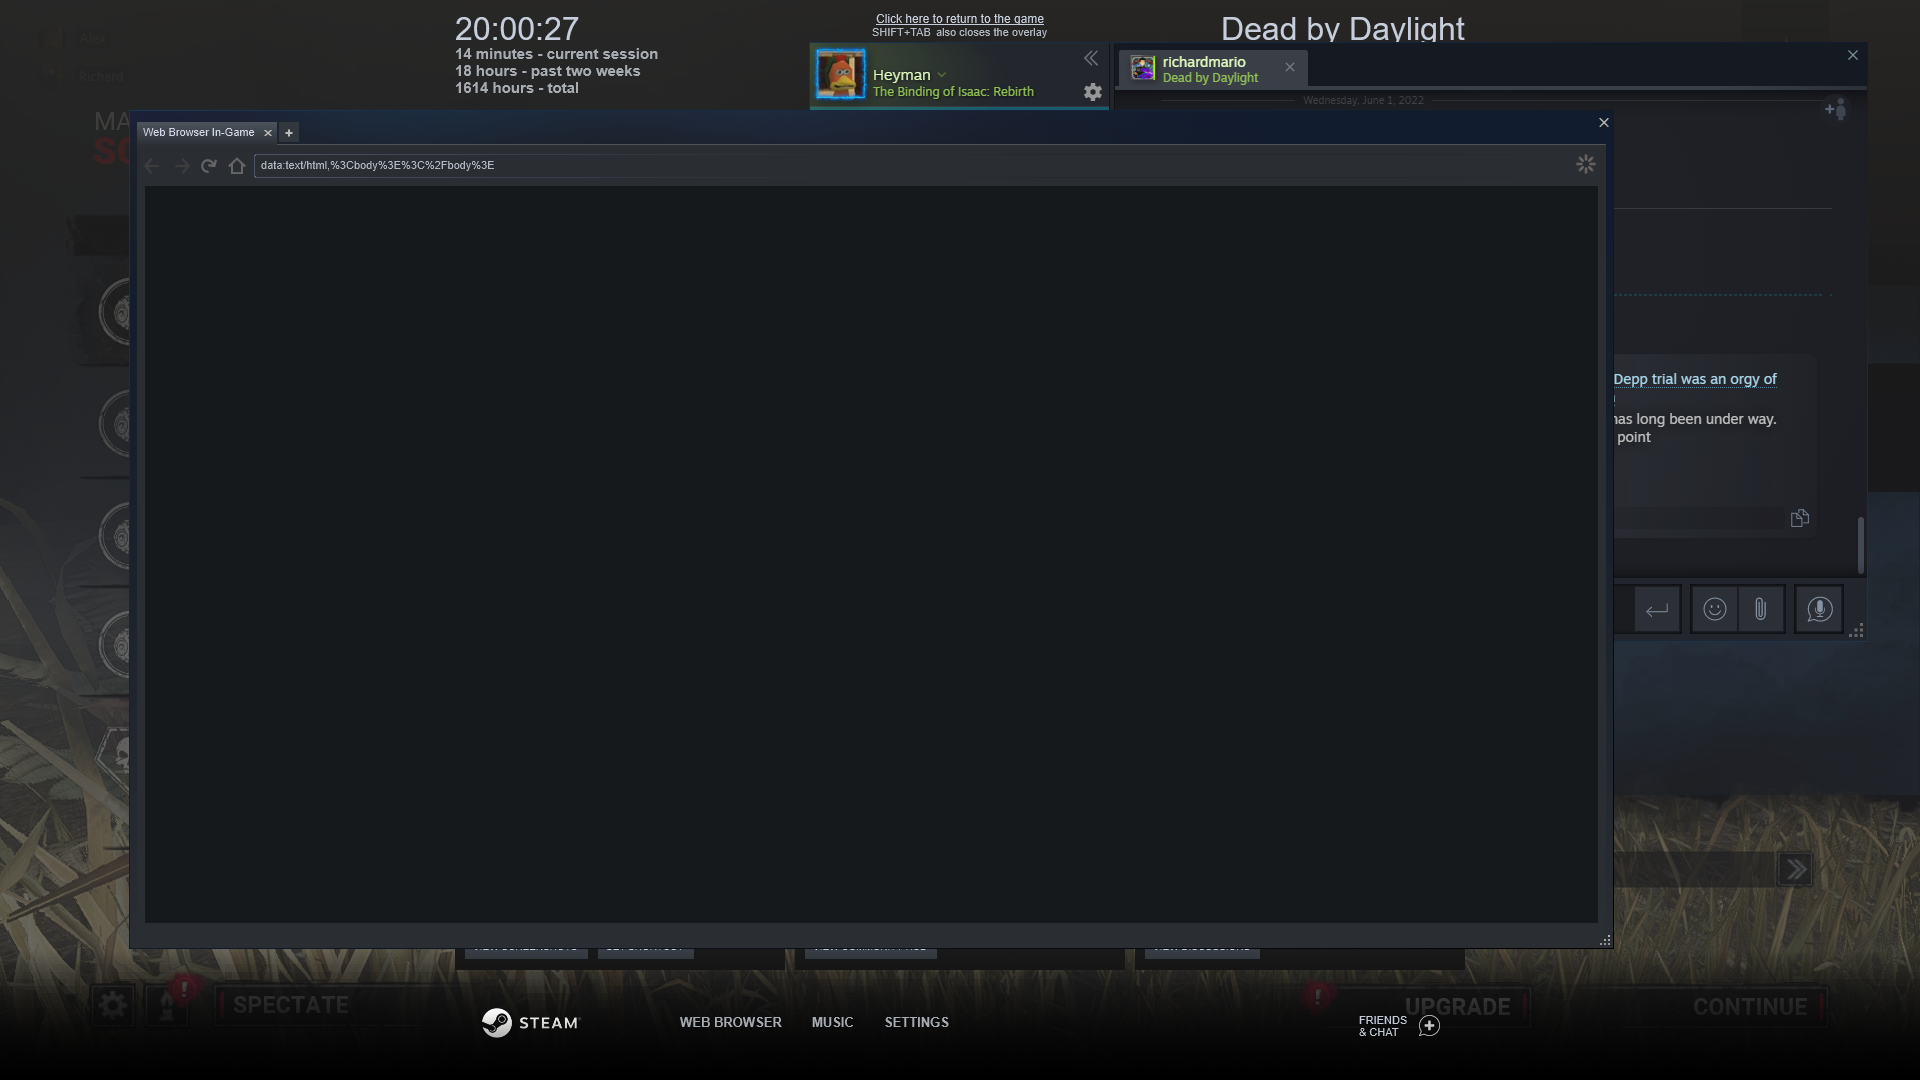 20:00:27
14 minutes - current session
18 hours - past two weeks
1614 hours - total
Click here to return to the game
SHIFT+TAB also closes the overlay
Dead by Daylight
Alex
Richard
Heyman
The Binding of Isaac: Rebirth
richardmario
Dead by Daylight
Wednesday, June 1, 2022
MA
SC
Web Browser In-Game
data:text/html,%3Cbody%3E%3C%2Fbody%3E
Depp trial was an orgy of
has long been under way.
point
SPECTATE
UPGRADE
CONTINUE
STEAM
WEB BROWSER
MUSIC
SETTINGS
FRIENDS
& CHAT